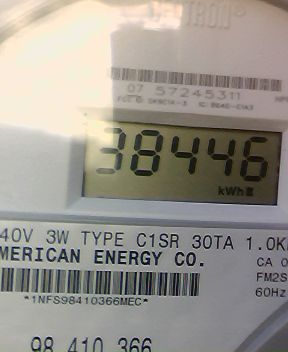 07 57245311
38446
kWh
40V 3W TYPE C1SR 30TA 1.0K
MERICAN ENERGY CO.
CA 0
FM2S
60Hz
*1NFS98410366MEC*
98 410 366